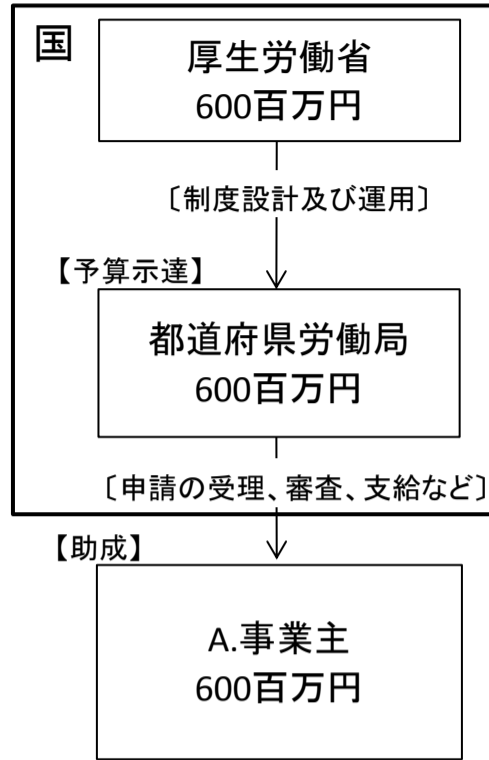 国
厚生労働省
600百万円
〔制度設計及び運用〕
【予算示達】
都道府県労働局
600百万円
〔申請の受理、審査、支給など〕
【助成】
A.事業主
600百万円